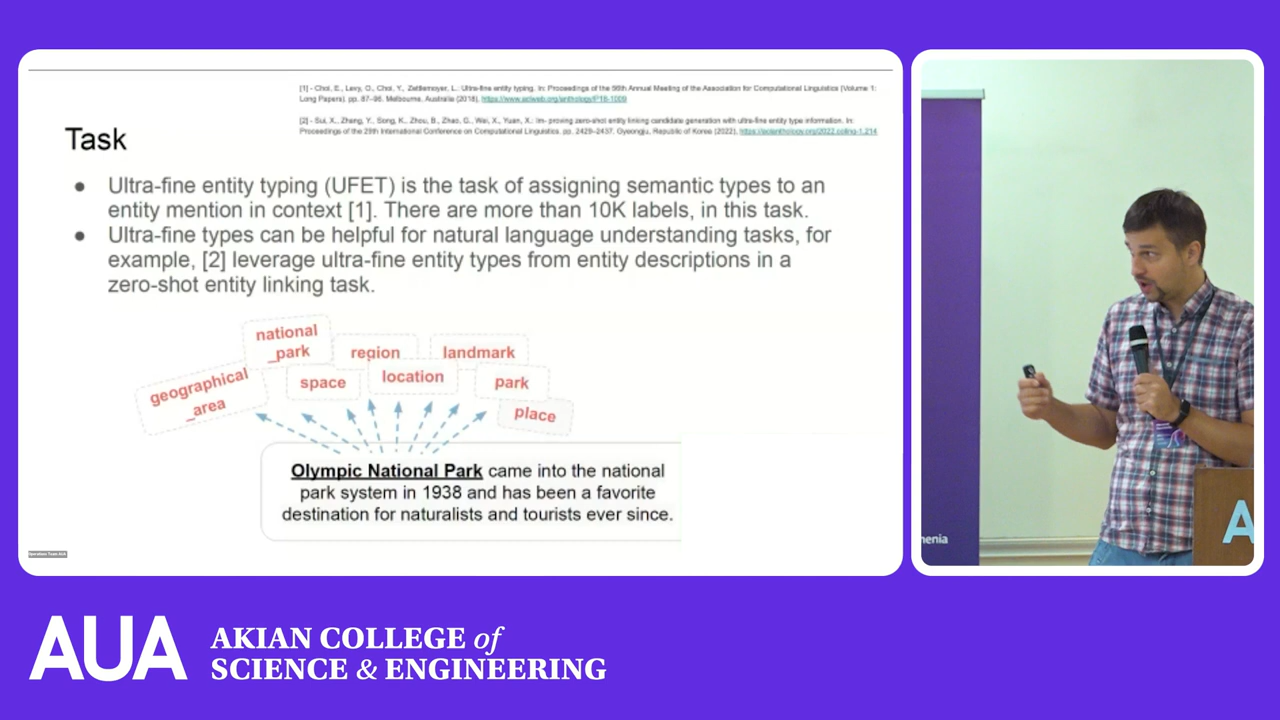 [1] - Choi, E., Levy, O., Choi, Y., Zettlemoyer, L.: Ultra-fine entity typing. In: Proceedings of the 56th Annual Meeting of the Association for Computational Linguistics (Volume 1:
Long Papers). pp. 87–96. Melbourne, Australia (2018), https://www.aclweb.org/anthology/P18-1009
[2] - Sui, X., Zhang, Y., Song, K., Zhou, B., Zhao, G., Wei, X., Yuan, X.: Im- proving zero-shot entity linking candidate generation with ultra-fine entity type information. In:
Proceedings of the 29th International Conference on Computational Linguistics. pp. 2429–2437. Gyeongju, Republic of Korea (2022), https://aclanthology.org/2022.coling-1.214
Task
● Ultra-fine entity typing (UFET) is the task of assigning semantic types to an
entity mention in context [1]. There are more than 10K labels, in this task.
● Ultra-fine types can be helpful for natural language understanding tasks, for
example, [2] leverage ultra-fine entity types from entity descriptions in a
zero-shot entity linking task.
national
_park
region
landmark
geographical
_area
space
location
park
place
Olympic National Park came into the national
park system in 1938 and has been a favorite
destination for naturalists and tourists ever since.
Operations Team AUA
enia
A
AUA
AKIAN COLLEGE of
SCIENCE & ENGINEERING